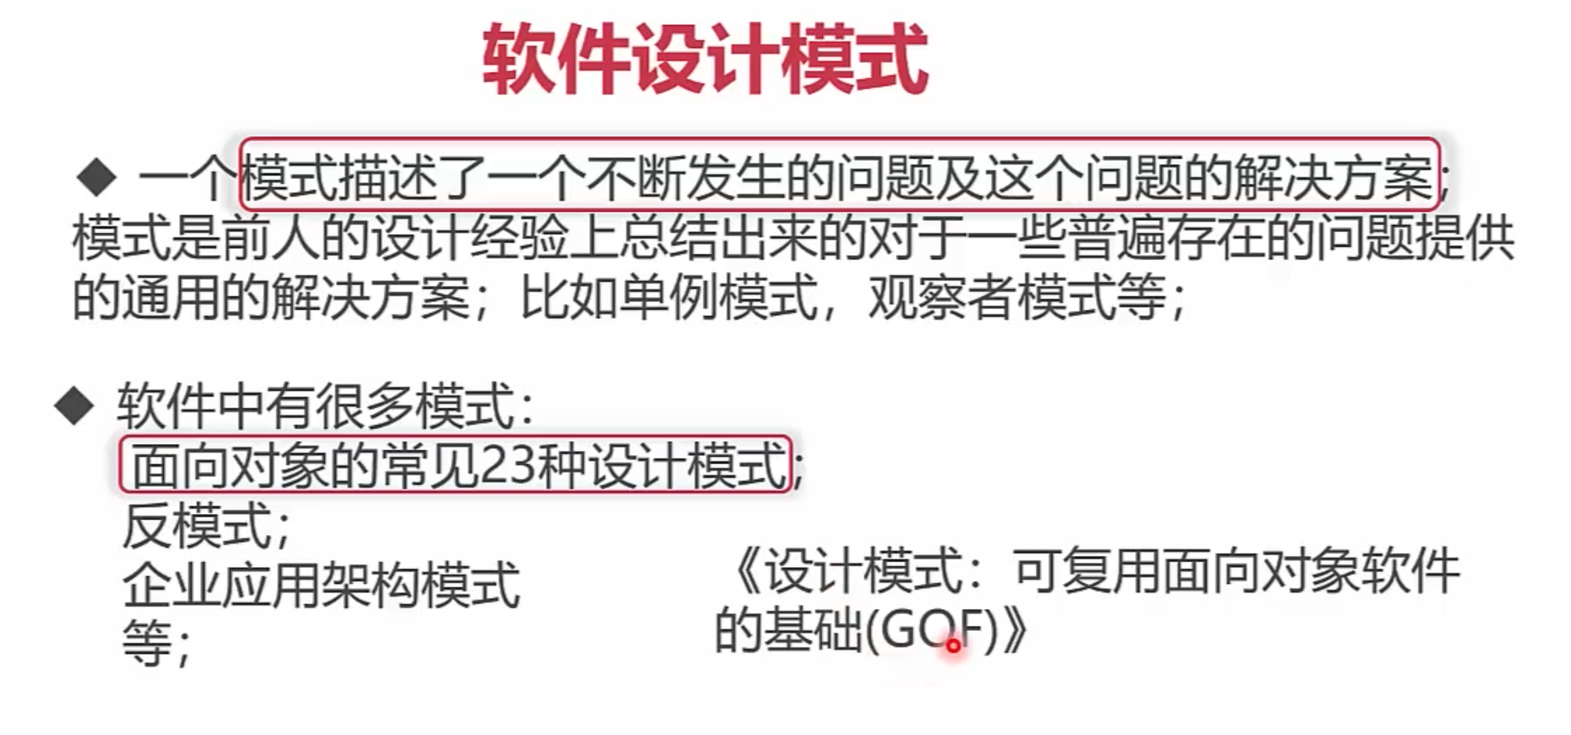 软件设计模式
◆ 一个模式描述了一个不断发生的问题及这个问题的解决方案;
模式是前人的设计经验上总结出来的对于一些普遍存在的问题提供
的通用的解决方案；比如单例模式，观察者模式等；
◆ 软件中有很多模式：
面向对象的常见23种设计模式;
反模式；
企业应用架构模式
等；
《设计模式：可复用面向对象软件
的基础(GOF)》